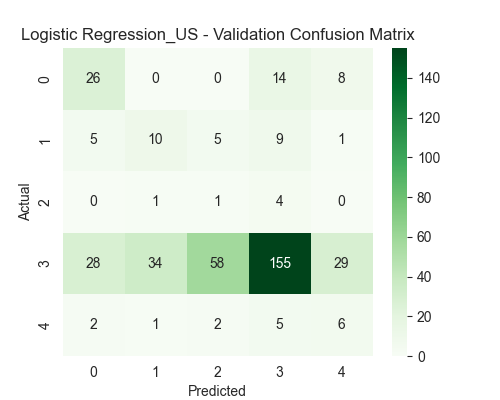 Logistic Regression_US - Validation Confusion Matrix
0 26 0 0 14 8
1 5 10 5 9 1
2 0 1 1 4 0
3 28 34 58 155 29
4 2 1 2 5 6
0 1 2 3 4
Actual
Predicted
140
120
100
80
60
40
20
0